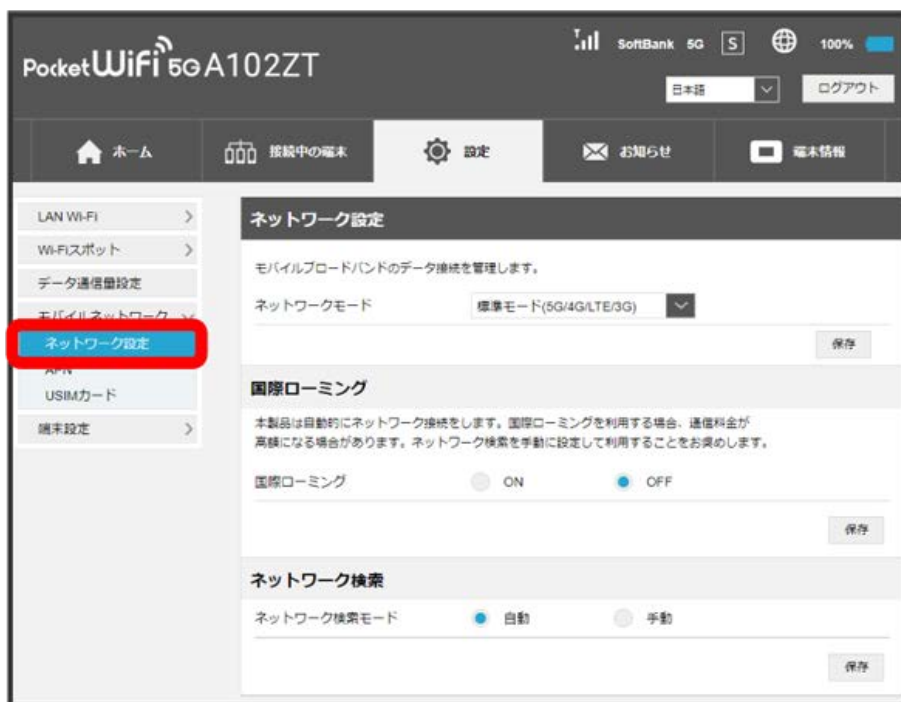 Pocket WiFi 5G A102ZT
SoftBank 5G S 100%
日本語 ログアウト
ホーム 接続中の端末 設定 お知らせ 端末情報
LAN Wi-Fi
Wi-Fiスポット
データ通信量設定
モバイルネットワーク
ネットワーク設定
APN
USIMカード
端末設定
ネットワーク設定
モバイルブロードバンドのデータ接続を管理します。
ネットワークモード 標準モード(5G/4G/LTE/3G)
保存
国際ローミング
本製品は自動的にネットワーク接続をします。国際ローミングを利用する場合、通信料金が
高額になる場合があります。ネットワーク検索を手動に設定して利用することをお奨めします。
国際ローミング ON OFF
保存
ネットワーク検索
ネットワーク検索モード 自動 手動
保存